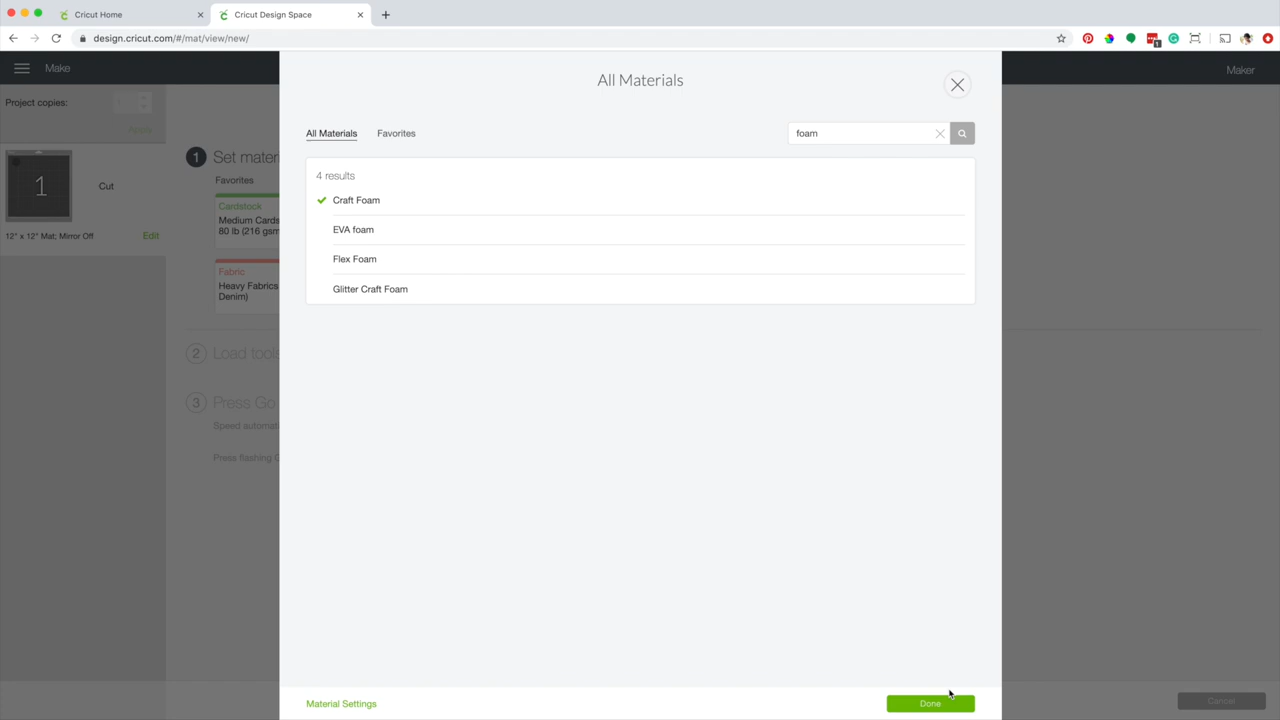 Cricut Home
Cricut Design Space
design.cricut.com/#/mat/view/new/
1
Make
All Materials
Maker
Project copies:
Apply
All Materials
Favorites
foam
1
Set mater
Favorites
4 results
1
Cut
Cardstock
Medium Cards
80 lb (216 gsm
Craft Foam
EVA foam
12" x 12" Mat; Mirror Off
Edit
Flex Foam
Fabric
Heavy Fabrics
Denim)
Glitter Craft Foam
2
Load tools
3
Press Go
Speed automati
Press flashing G
Material Settings
Done
Cancel